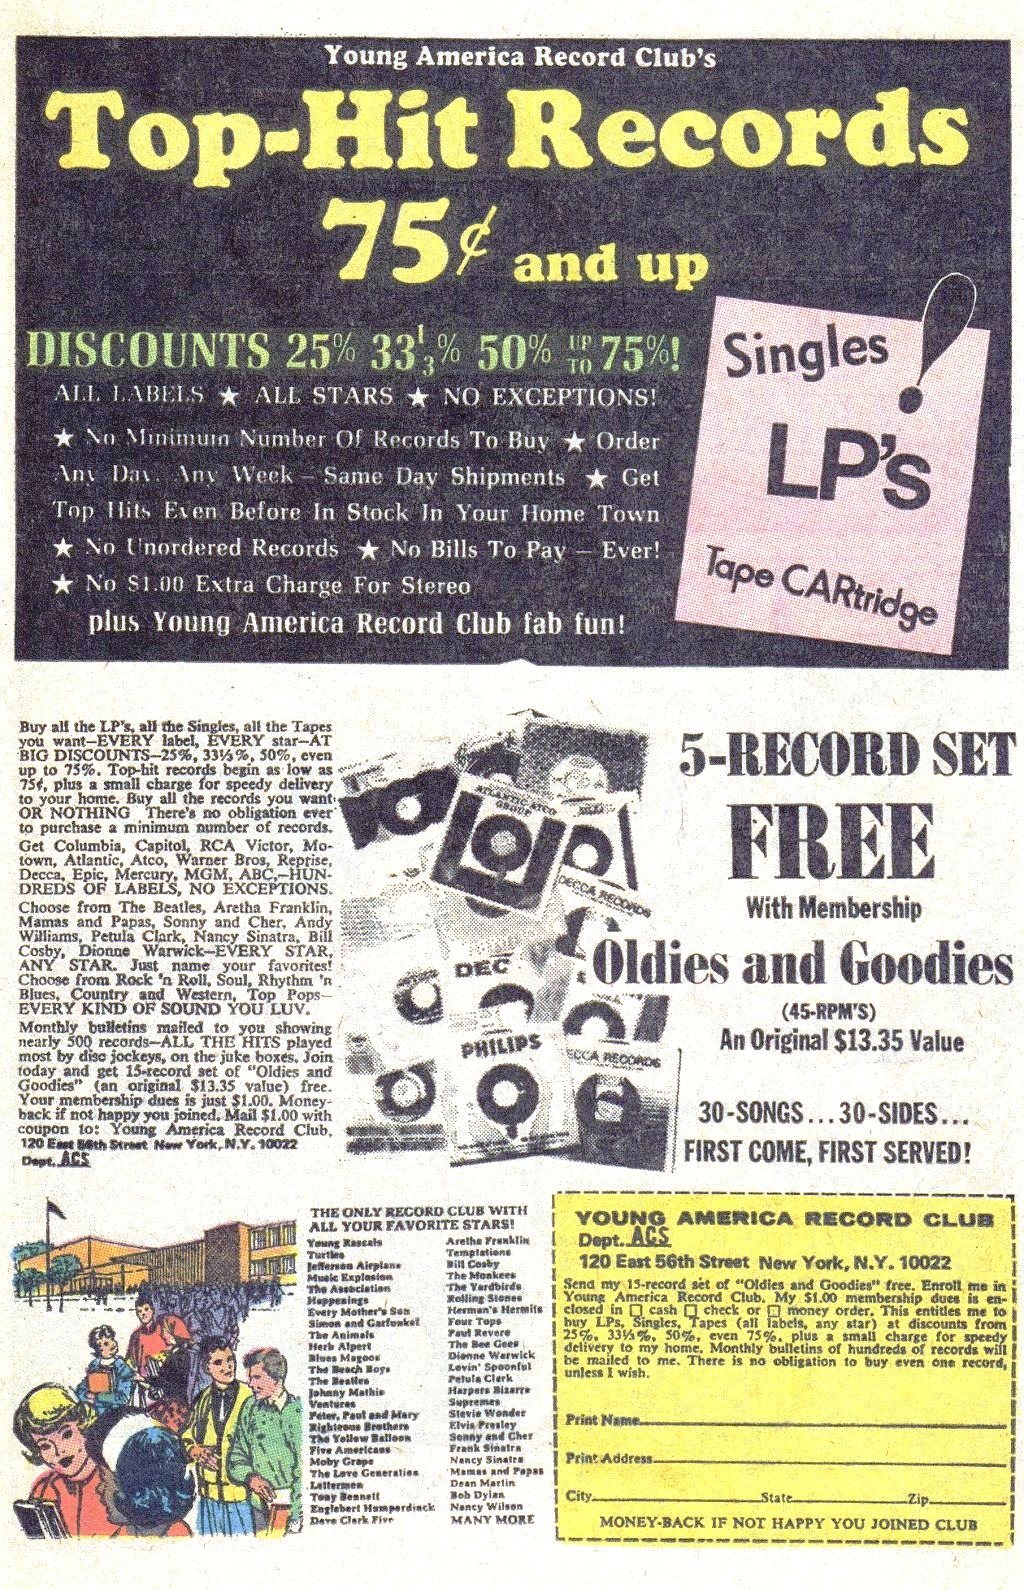 Young America Record Club's
Top-Hit Records
75¢ and up
DISCOUNTS 25% 33⅓% 50% UP TO 75%!
ALL LABELS ★ ALL STARS ★ NO EXCEPTIONS!
★ No Minimum Number Of Records To Buy ★ Order
Any Day, Any Week – Same Day Shipments ★ Get
Top Hits Even Before In Stock In Your Home Town
★ No Unordered Records ★ No Bills To Pay – Ever!
★ No $1.00 Extra Charge For Stereo
plus Young America Record Club fab fun!
Singles!
LP's
Tape CARtridge
Buy all the LP's, all the Singles, all the Tapes
you want—EVERY label, EVERY star—AT
BIG DISCOUNTS—25%, 33⅓%, 50%, even
up to 75%. Top-hit records begin as low as
75¢, plus a small charge for speedy delivery
to your home. Buy all the records you want
OR NOTHING There's no obligation ever
to purchase a minimum number of records.
Get Columbia, Capitol, RCA Victor, Mo-
town, Atlantic, Atco, Warner Bros, Reprise,
Decca, Epic, Mercury, MGM, ABC,—HUN-
DREDS OF LABELS, NO EXCEPTIONS.
Choose from The Beatles, Aretha Franklin,
Mamas and Papas, Sonny and Cher, Andy
Williams, Petula Clark, Nancy Sinatra, Bill
Cosby, Dionne Warwick—EVERY STAR,
ANY STAR. Just name your favorites!
Choose from Rock 'n Roll, Soul, Rhythm 'n
Blues, Country and Western, Top Pops—
EVERY KIND OF SOUND YOU LUV.
Monthly bulletins mailed to you showing
nearly 500 records—ALL THE HITS played
most by disc jockeys, on the juke boxes. Join
today and get 15-record set of "Oldies and
Goodies" (an original $13.35 value) free.
Your membership dues is just $1.00. Money-
back if not happy you joined. Mail $1.00 with
coupon to: Young America Record Club,
120 East 56th Street New York, N.Y. 10022
Dept. ACS
ATLANTIC ATCO
GROUP
DECCA RECORDS
DEC
PHILIPS
ECCA RECORDS
5-RECORD SET
FREE
With Membership
Oldies and Goodies
(45-RPM'S)
An Original $13.35 Value
30-SONGS...30-SIDES...
FIRST COME, FIRST SERVED!
THE ONLY RECORD CLUB WITH
ALL YOUR FAVORITE STARS!
Young Rascals
Turtles
Jefferson Airplane
Music Explosion
The Association
Happenings
Every Mother's Son
Simon and Garfunkel
The Animals
Herb Alpert
Blues Magoos
The Beach Boys
The Beatles
Johnny Mathis
Ventures
Peter, Paul and Mary
Righteous Brothers
The Yellow Balloon
Five Americans
Moby Grape
The Love Generation
Lettermen
Tony Bennett
Englebert Humperdinck
Dave Clark Five
Aretha Franklin
Temptations
Bill Cosby
The Monkees
The Yardbirds
Rolling Stones
Herman's Hermits
Four Tops
Paul Revere
The Bee Gees
Dionne Warwick
Lovin' Spoonful
Petula Clark
Harpers Bizarre
Supremes
Stevie Wonder
Elvis Presley
Sonny and Cher
Frank Sinatra
Nancy Sinatra
Mamas and Papas
Dean Martin
Bob Dylan
Nancy Wilson
MANY MORE
YOUNG AMERICA RECORD CLUB
Dept. ACS
120 East 56th Street New York, N.Y. 10022
Send my 15-record set of "Oldies and Goodies" free. Enroll me in
Young America Record Club. My $1.00 membership dues is en-
closed in □ cash □ check or □ money order. This entitles me to
buy LPs, Singles, Tapes (all labels, any star) at discounts from
25%, 33⅓%, 50%, even 75%, plus a small charge for speedy
delivery to my home. Monthly bulletins of hundreds of records will
be mailed to me. There is no obligation to buy even one record,
unless I wish.
Print Name
Print Address
City State Zip
MONEY-BACK IF NOT HAPPY YOU JOINED CLUB